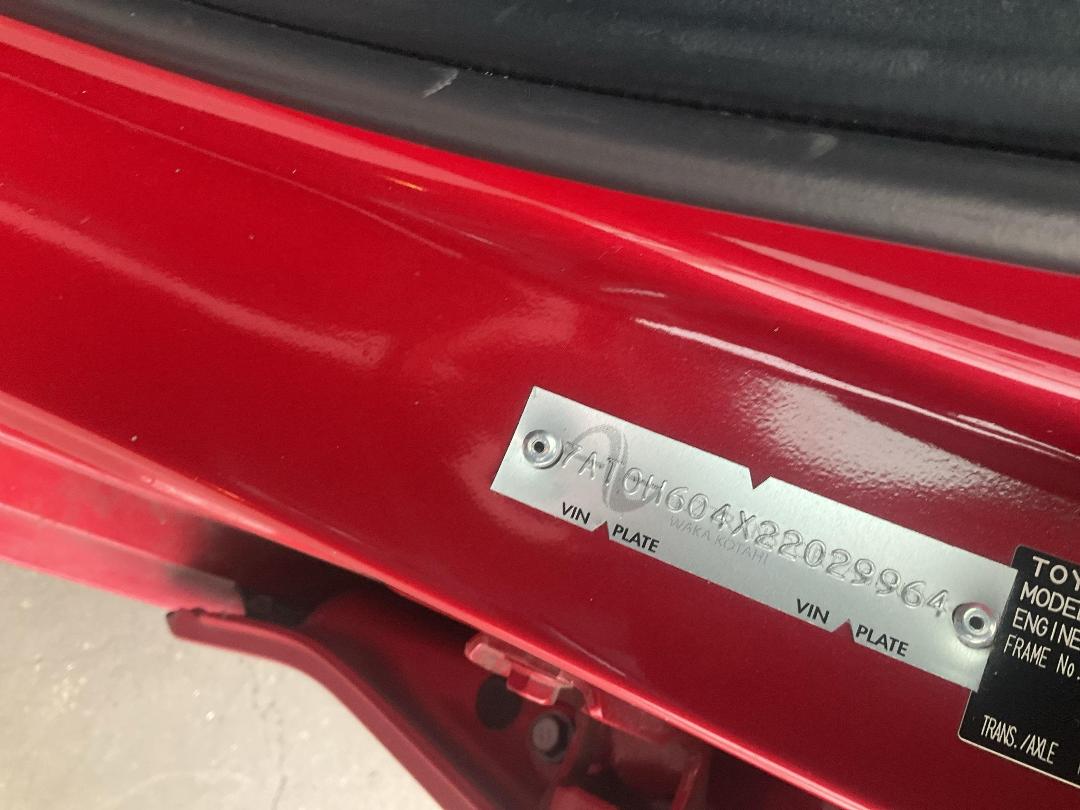 7AT0H604X22029964
WAKA KOTAHI
VIN PLATE
VIN PLATE
TOY
MODE
ENGINE
FRAME No.
TRANS./AXLE